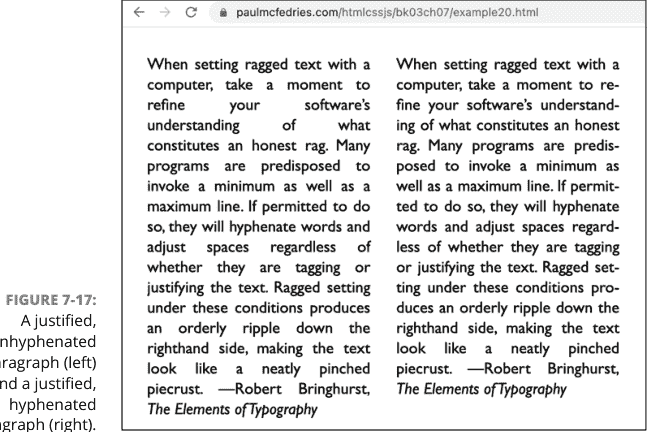 paulmcfedries.com/htmlcssjs/bk03ch07/example20.html
When setting ragged text with a
computer, take a moment to
refine your software's
understanding of what
constitutes an honest rag. Many
programs are predisposed to
invoke a minimum as well as a
maximum line. If permitted to do
so, they will hyphenate words and
adjust spaces regardless of
whether they are tagging or
justifying the text. Ragged setting
under these conditions produces
an orderly ripple down the
righthand side, making the text
look like a neatly pinched
piecrust. —Robert Bringhurst,
The Elements of Typography
When setting ragged text with a
computer, take a moment to re-
fine your software's understand-
ing of what constitutes an honest
rag. Many programs are predis-
posed to invoke a minimum as
well as a maximum line. If permit-
ted to do so, they will hyphenate
words and adjust spaces regard-
less of whether they are tagging
or justifying the text. Ragged set-
ting under these conditions pro-
duces an orderly ripple down the
righthand side, making the text
look like a neatly pinched
piecrust. —Robert Bringhurst,
The Elements of Typography
FIGURE 7-17:
A justified,
nhyphenated
ragraph (left)
nd a justified,
hyphenated
agraph (right).